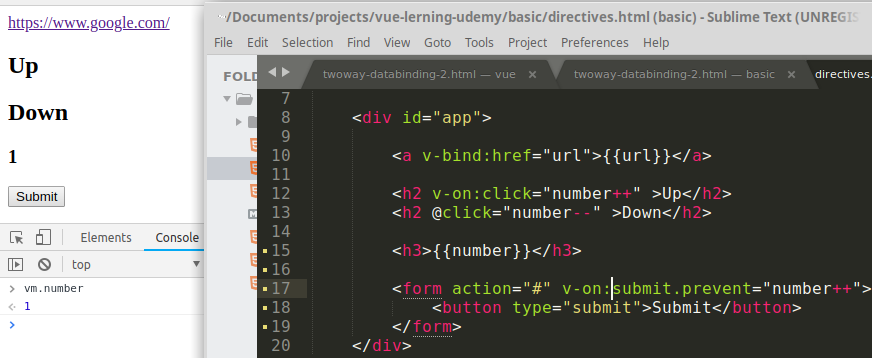 https://www.google.com/
Up
Down
1
Submit
Elements
Console
top
> vm.number
1
>
~/Documents/projects/vue-lerning-udemy/basic/directives.html (basic) - Sublime Text (UNREGIS
File Edit Selection Find View Goto Tools Project Preferences Help
FOLD
twoway-databinding-2.html — vue × twoway-databinding-2.html — basic × directives.
7
8 <div id="app">
9
10 <a v-bind:href="url">{{url}}</a>
11
12 <h2 v-on:click="number++" >Up</h2>
13 <h2 @click="number--" >Down</h2>
14
15 <h3>{{number}}</h3>
16
17 <form action="#" v-on:submit.prevent="number++">
18 <button type="submit">Submit</button>
19 </form>
20 </div>